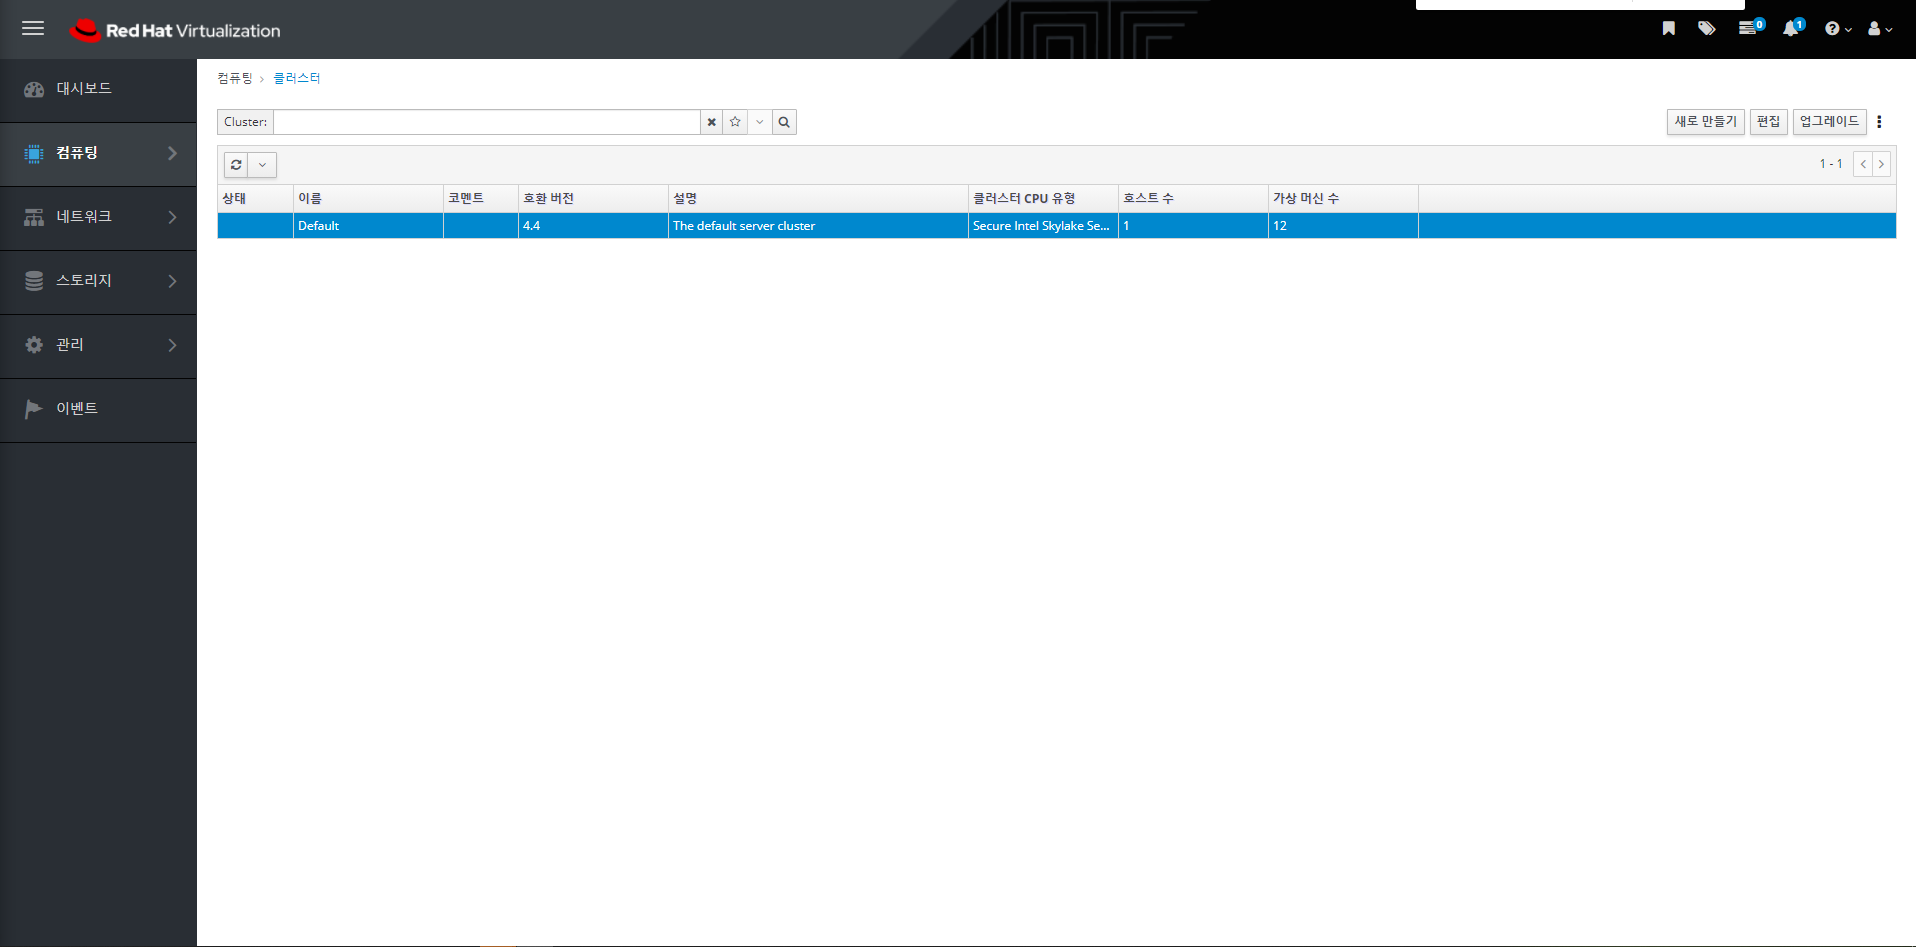 Red Hat Virtualization
0
1
대시보드
컴퓨팅
네트워크
스토리지
관리
이벤트
컴퓨팅 › 클러스터
Cluster:
새로 만들기 편집 업그레이드
1 - 1
상태 이름 코멘트 호환 버전 설명 클러스터 CPU 유형 호스트 수 가상 머신 수
Default 4.4 The default server cluster Secure Intel Skylake Se... 1 12